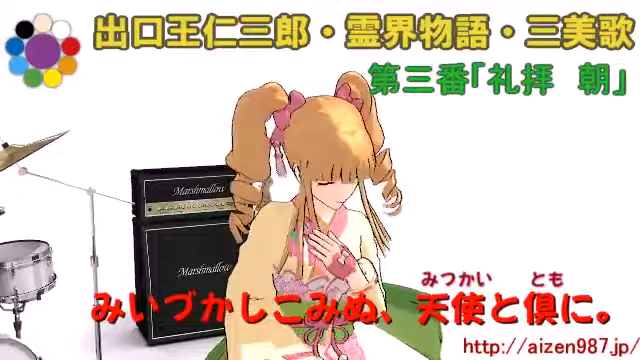 出口王仁三郎・霊界物語・三美歌
第三番「礼拝　朝」
Marshmallow
Marshmallow
みつかい　とも
みいづかしこみぬ、天使と倶に。
http://aizen987.jp/